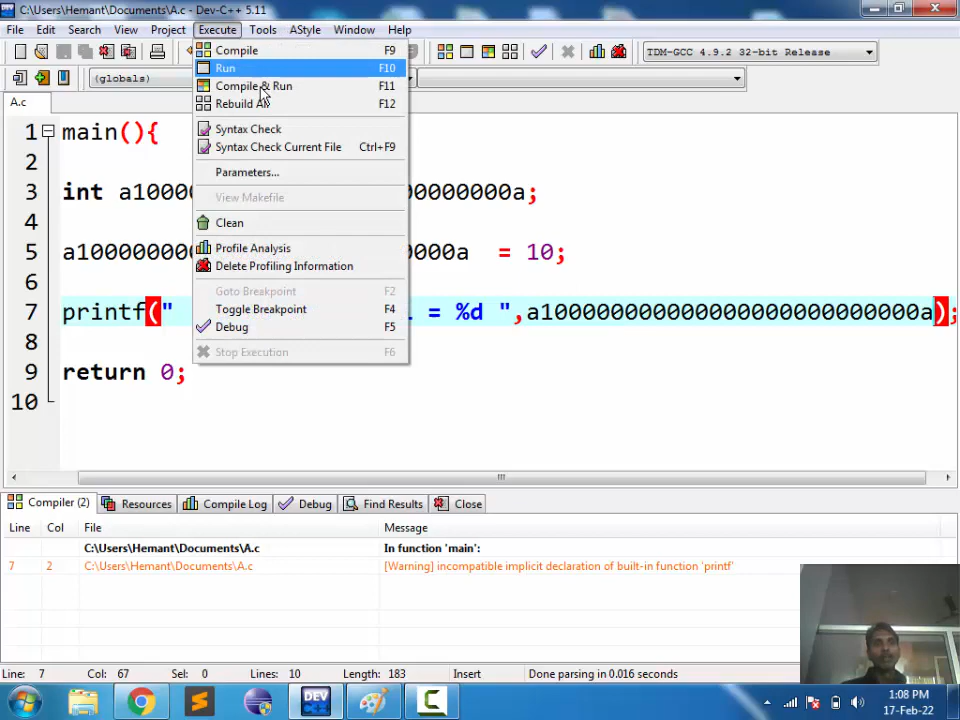 C:\Users\Hemant\Documents\A.c - Dev-C++ 5.11
File Edit Search View Project Execute Tools AStyle Window Help
TDM-GCC 4.9.2 32-bit Release
(globals)
A.c
Compile F9
Run F10
Compile & Run F11
Rebuild All F12
Syntax Check
Syntax Check Current File Ctrl+F9
Parameters...
View Makefile
Clean
Profile Analysis
Delete Profiling Information
Goto Breakpoint F2
Toggle Breakpoint F4
Debug F5
Stop Execution F6
1 main(){
2
3 int a10000 00000000a;
4
5 a100000000 0000a = 10;
6
7 printf(" = %d ",a1000000000000000000000000000a);
8
9 return 0;
10
Compiler (2) Resources Compile Log Debug Find Results Close
Line Col File Message
C:\Users\Hemant\Documents\A.c In function 'main':
7 2 C:\Users\Hemant\Documents\A.c [Warning] incompatible implicit declaration of built-in function 'printf'
Line: 7 Col: 67 Sel: 0 Lines: 10 Length: 183 Insert Done parsing in 0.016 seconds
DEV C++
1:08 PM
17-Feb-22